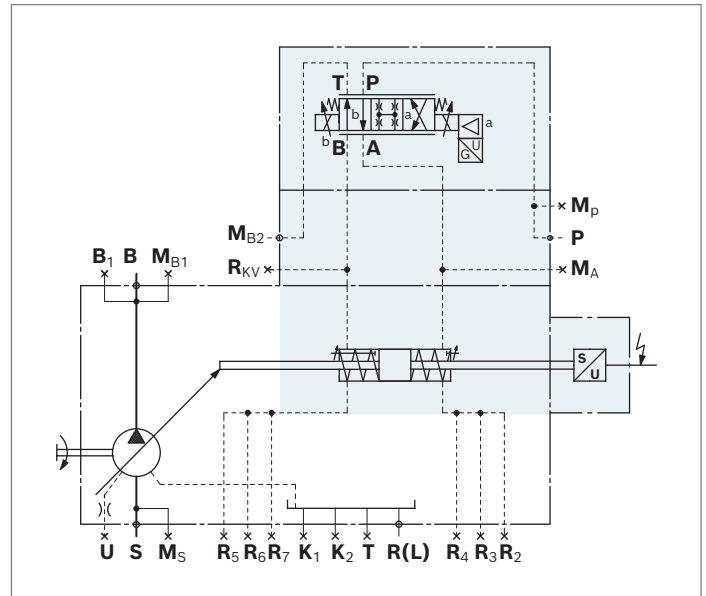 T P
b a a
b B A
U
G
M_p
M_B2 P
B_1 B M_B1
R_KV M_A
S
U
U S M_S R_5 R_6 R_7 K_1 K_2 T R(L) R_4 R_3 R_2